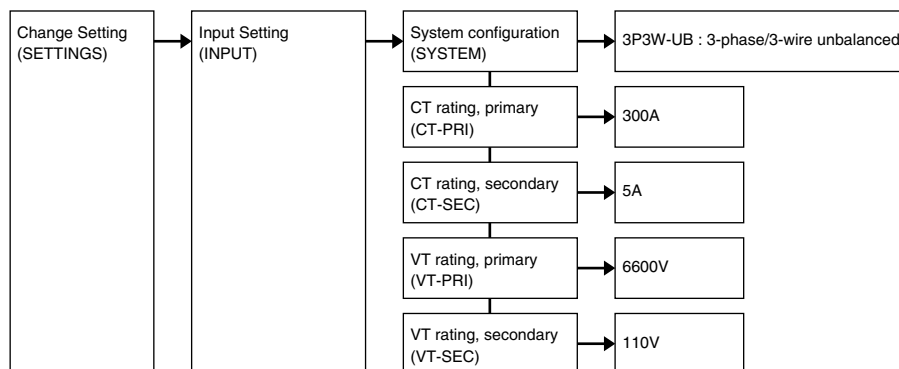 Change Setting
(SETTINGS)
Input Setting
(INPUT)
System configuration
(SYSTEM)
3P3W-UB : 3-phase/3-wire unbalanced
CT rating, primary
(CT-PRI)
300A
CT rating, secondary
(CT-SEC)
5A
VT rating, primary
(VT-PRI)
6600V
VT rating, secondary
(VT-SEC)
110V